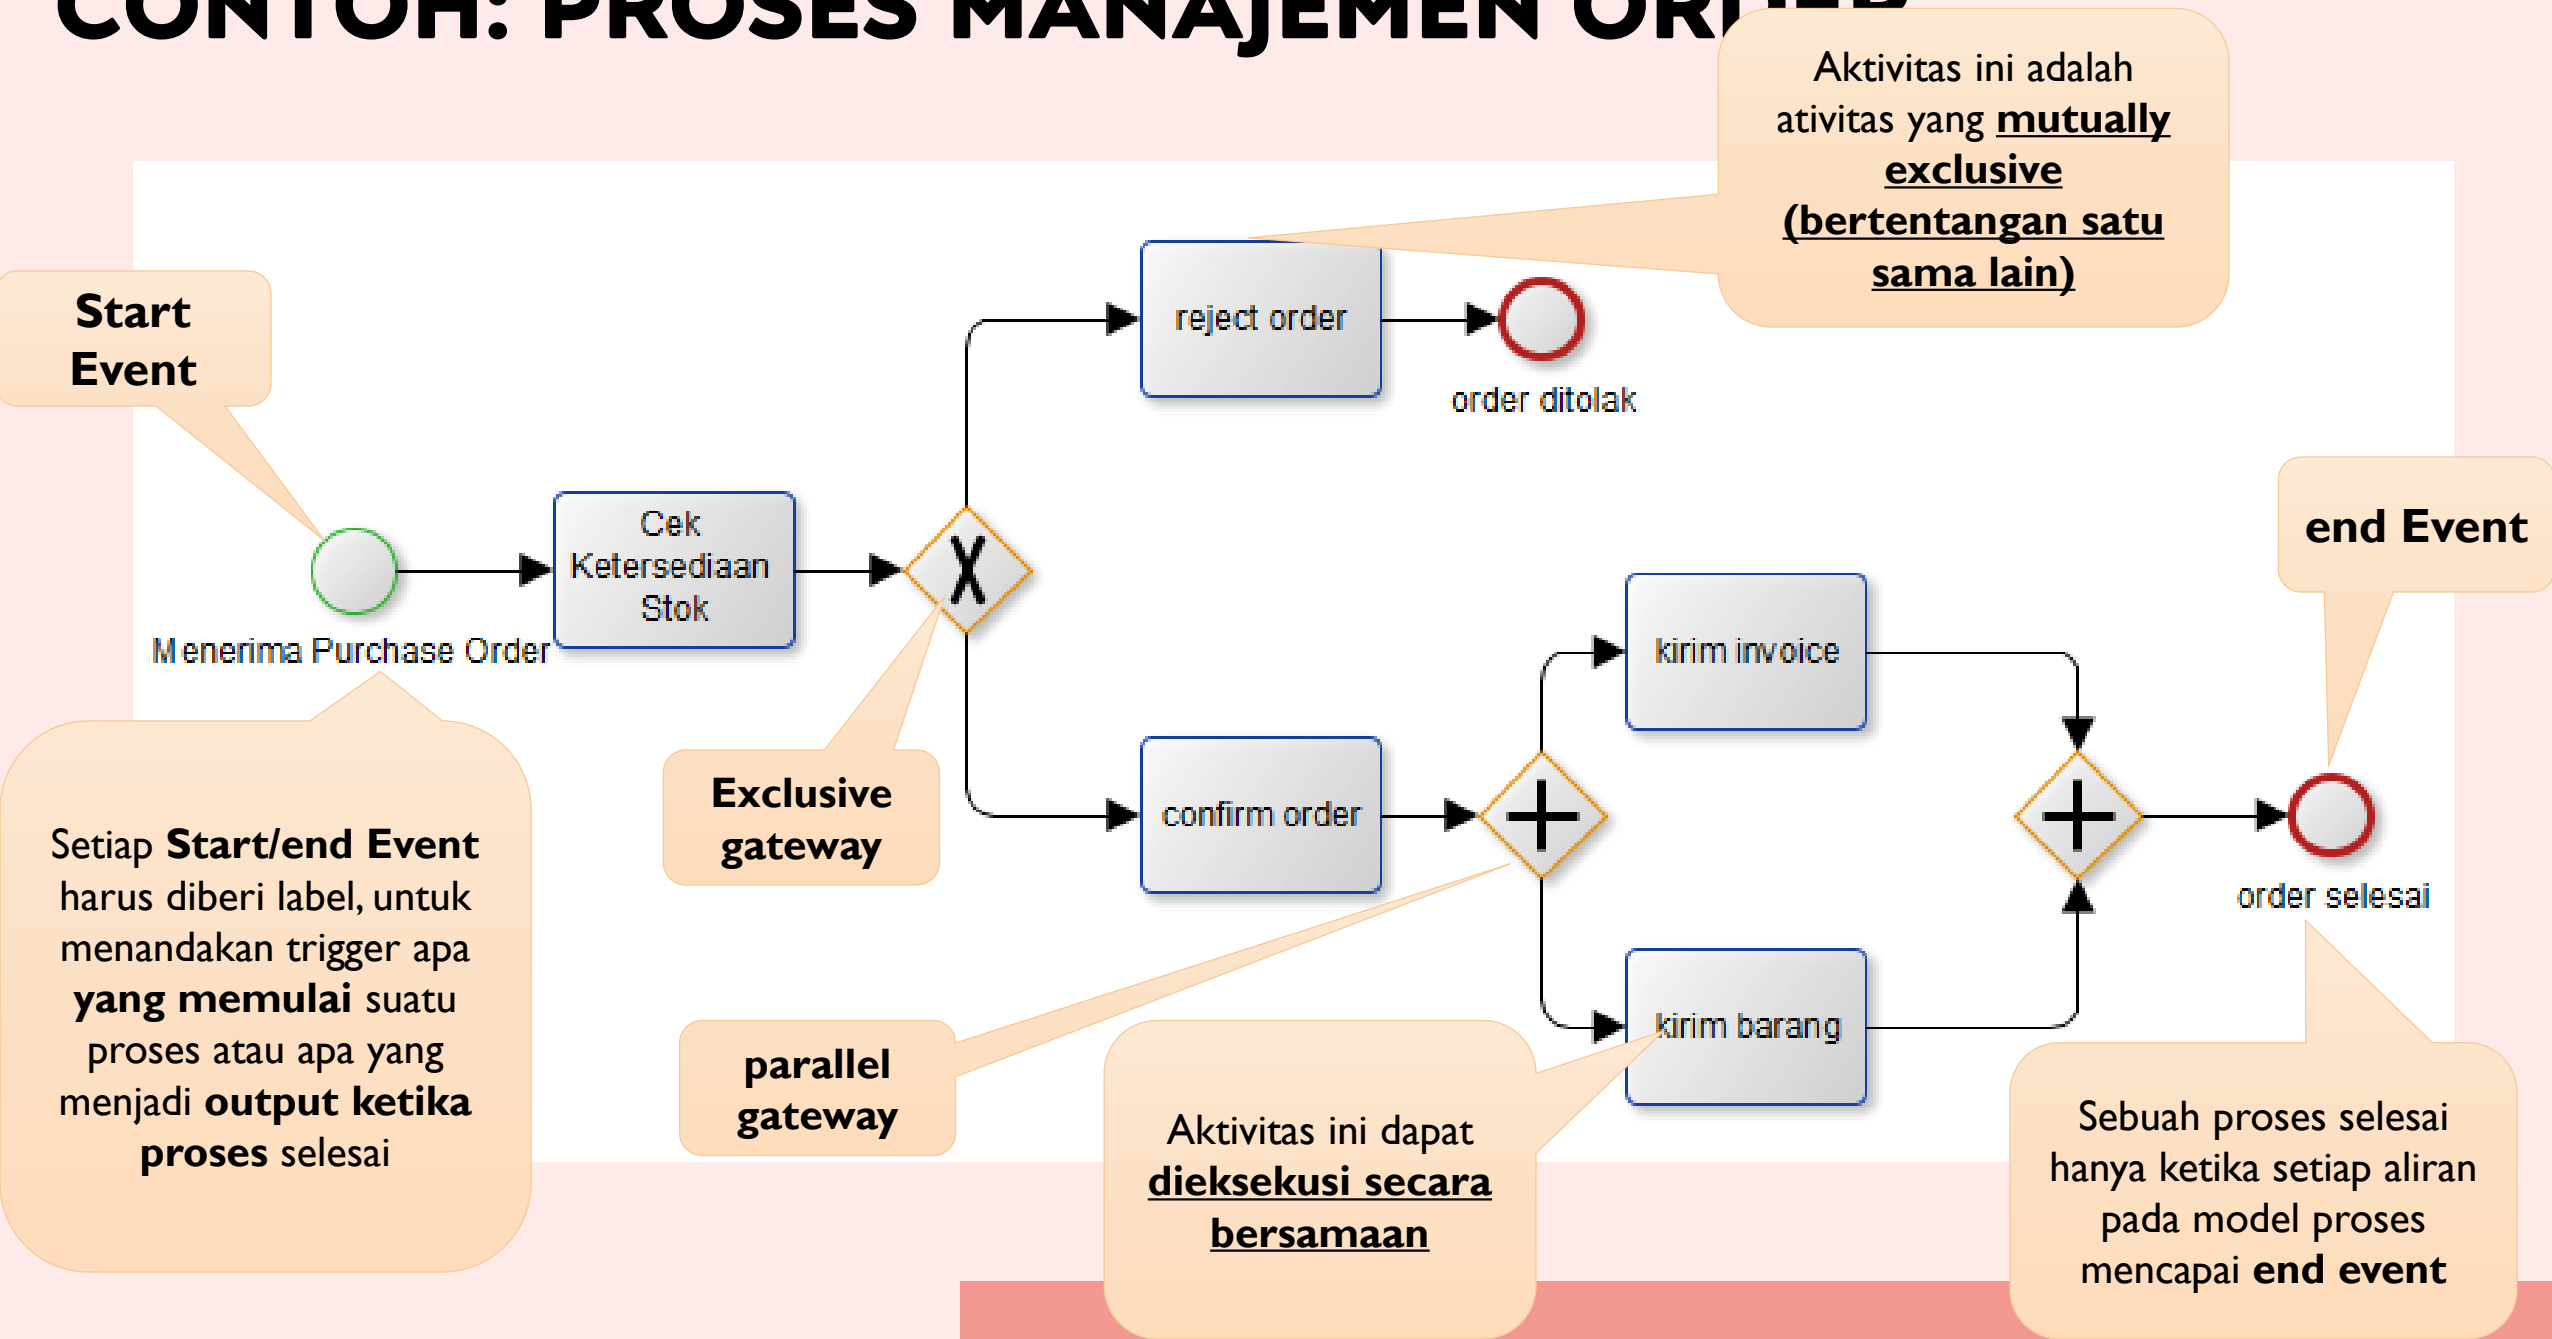 CONTOH: PROSES MANAJEMEN ORDER
Aktivitas ini adalah
ativitas yang mutually
exclusive
(bertentangan satu
sama lain)
Start
Event
reject order
order ditolak
Cek
Ketersediaan
Stok
X
Menerima Purchase Order
end Event
kirim invoice
Exclusive
gateway
confirm order
order selesai
Setiap Start/end Event
harus diberi label, untuk
menandakan trigger apa
yang memulai suatu
proses atau apa yang
menjadi output ketika
proses selesai
parallel
gateway
kirim barang
Aktivitas ini dapat
dieksekusi secara
bersamaan
Sebuah proses selesai
hanya ketika setiap aliran
pada model proses
mencapai end event